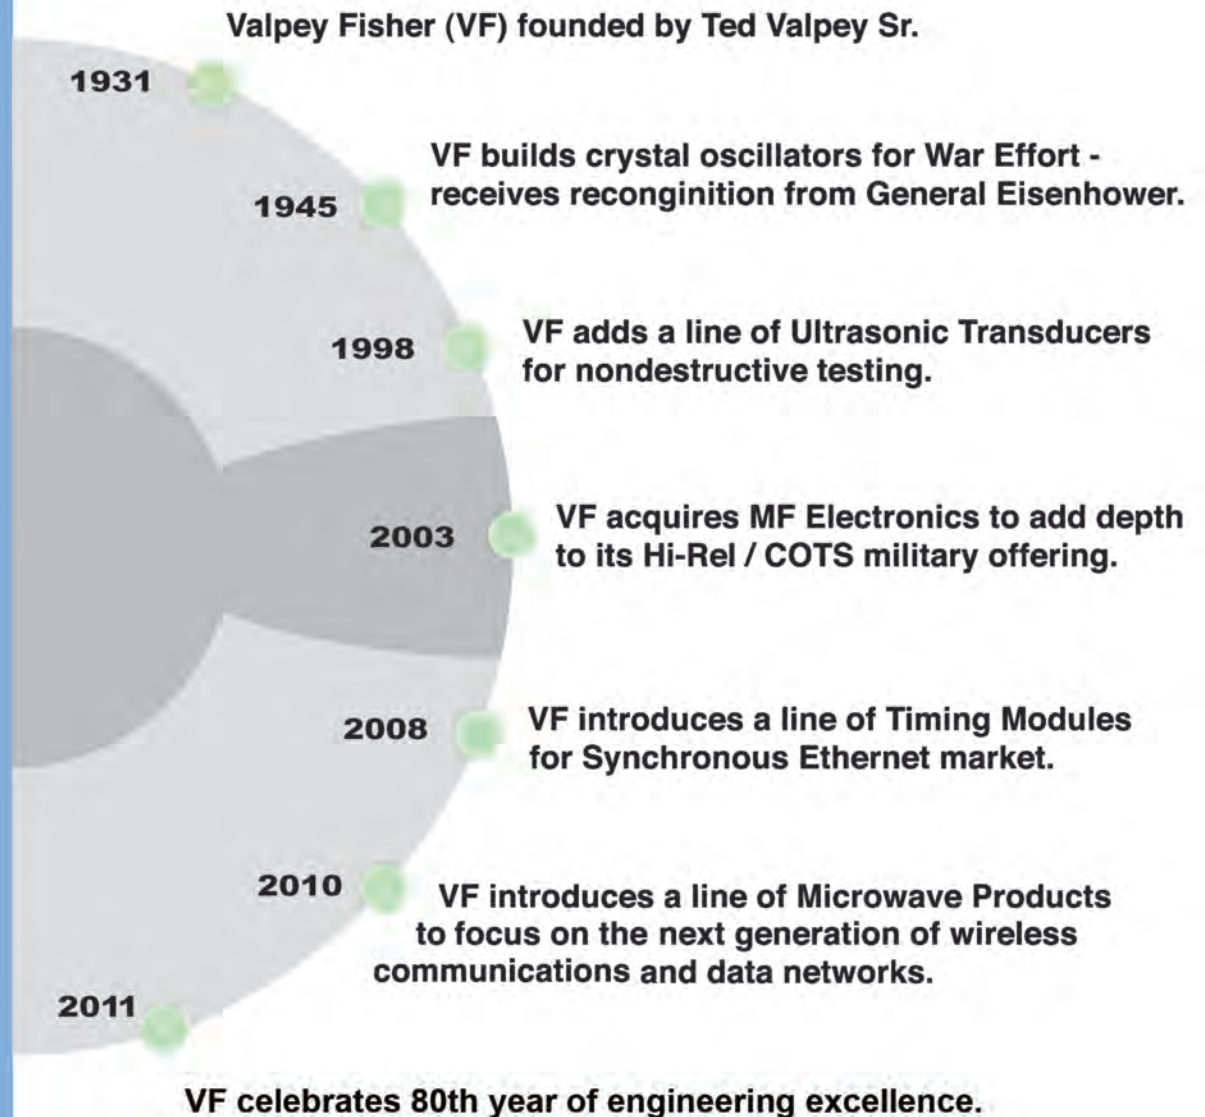 Valpey Fisher (VF) founded by Ted Valpey Sr.
1931
VF builds crystal oscillators for War Effort -
receives reconginition from General Eisenhower.
1945
VF adds a line of Ultrasonic Transducers
for nondestructive testing.
1998
VF acquires MF Electronics to add depth
to its Hi-Rel / COTS military offering.
2003
VF introduces a line of Timing Modules
for Synchronous Ethernet market.
2008
VF introduces a line of Microwave Products
to focus on the next generation of wireless
communications and data networks.
2010
2011
VF celebrates 80th year of engineering excellence.